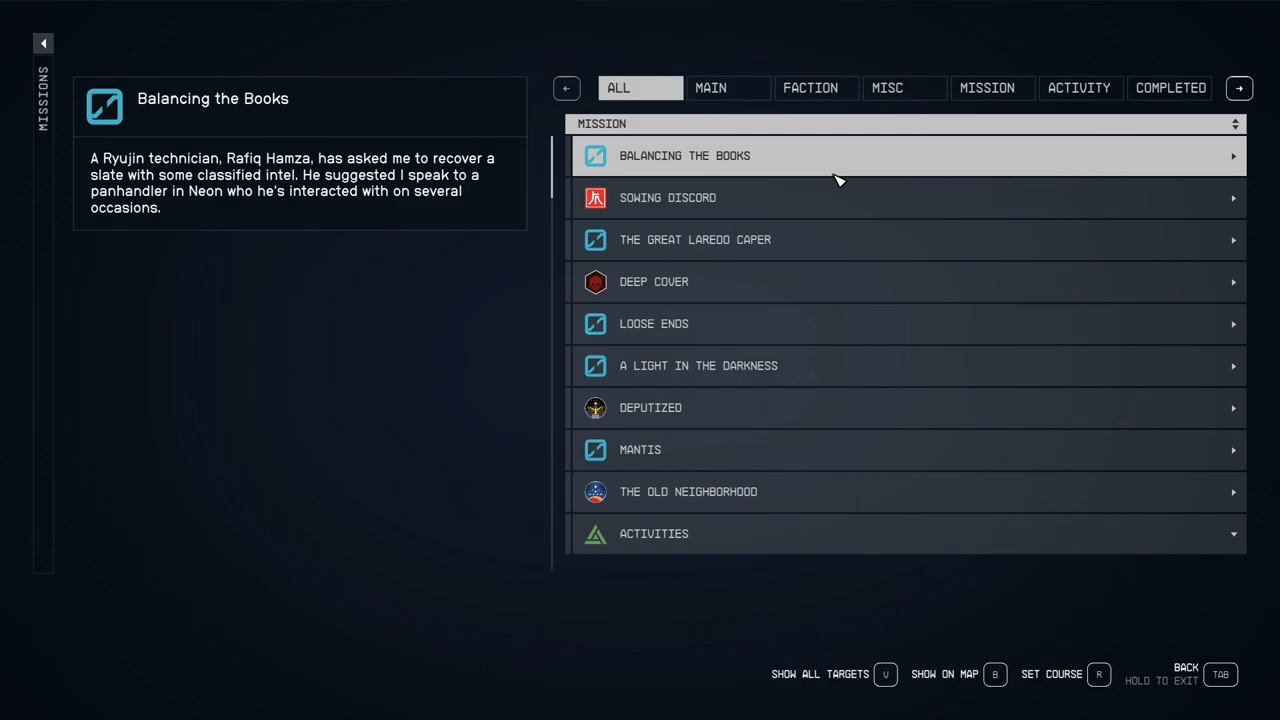 MISSIONS
Balancing the Books
A Ryujin technician, Rafiq Hamza, has asked me to recover a
slate with some classified intel. He suggested I speak to a
panhandler in Neon who he's interacted with on several
occasions.
ALL MAIN FACTION MISC MISSION ACTIVITY COMPLETED
MISSION
BALANCING THE BOOKS
SOWING DISCORD
THE GREAT LAREDO CAPER
DEEP COVER
LOOSE ENDS
A LIGHT IN THE DARKNESS
DEPUTIZED
MANTIS
THE OLD NEIGHBORHOOD
ACTIVITIES
SHOW ALL TARGETS V SHOW ON MAP B SET COURSE R BACK TAB
HOLD TO EXIT